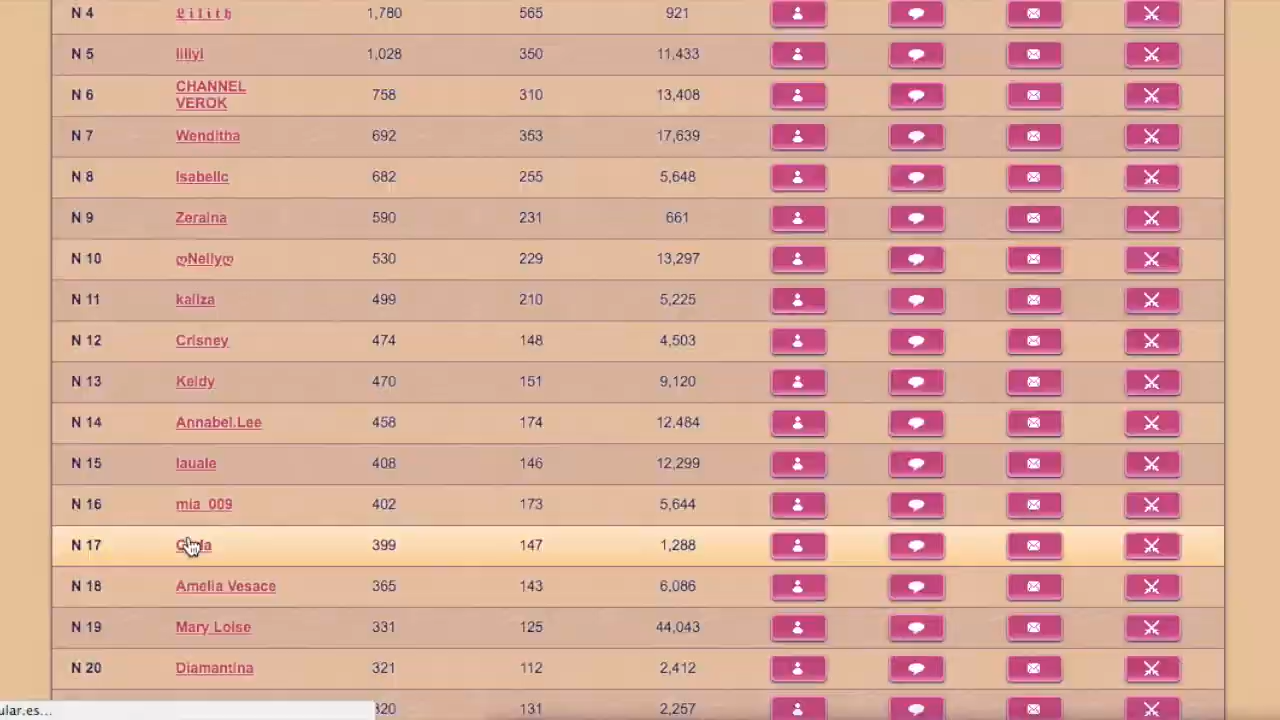 N 4 𝕷𝖎𝖑𝖎𝖙𝖍 1,780 565 921
N 5 lillyl 1,028 350 11,433
N 6 CHANNEL VEROK 758 310 13,408
N 7 Wenditha 692 353 17,639
N 8 Isabellc 682 255 5,648
N 9 Zeraina 590 231 661
N 10 ღNellyღ 530 229 13,297
N 11 kaliza 499 210 5,225
N 12 Crisney 474 148 4,503
N 13 Keidy 470 151 9,120
N 14 Annabel.Lee 458 174 12,484
N 15 lauale 408 146 12,299
N 16 mia_009 402 173 5,644
N 17 399 147 1,288
N 18 Amelia Vesace 365 143 6,086
N 19 Mary Loise 331 125 44,043
N 20 Diamantina 321 112 2,412
320 131 2,257
ular.es...